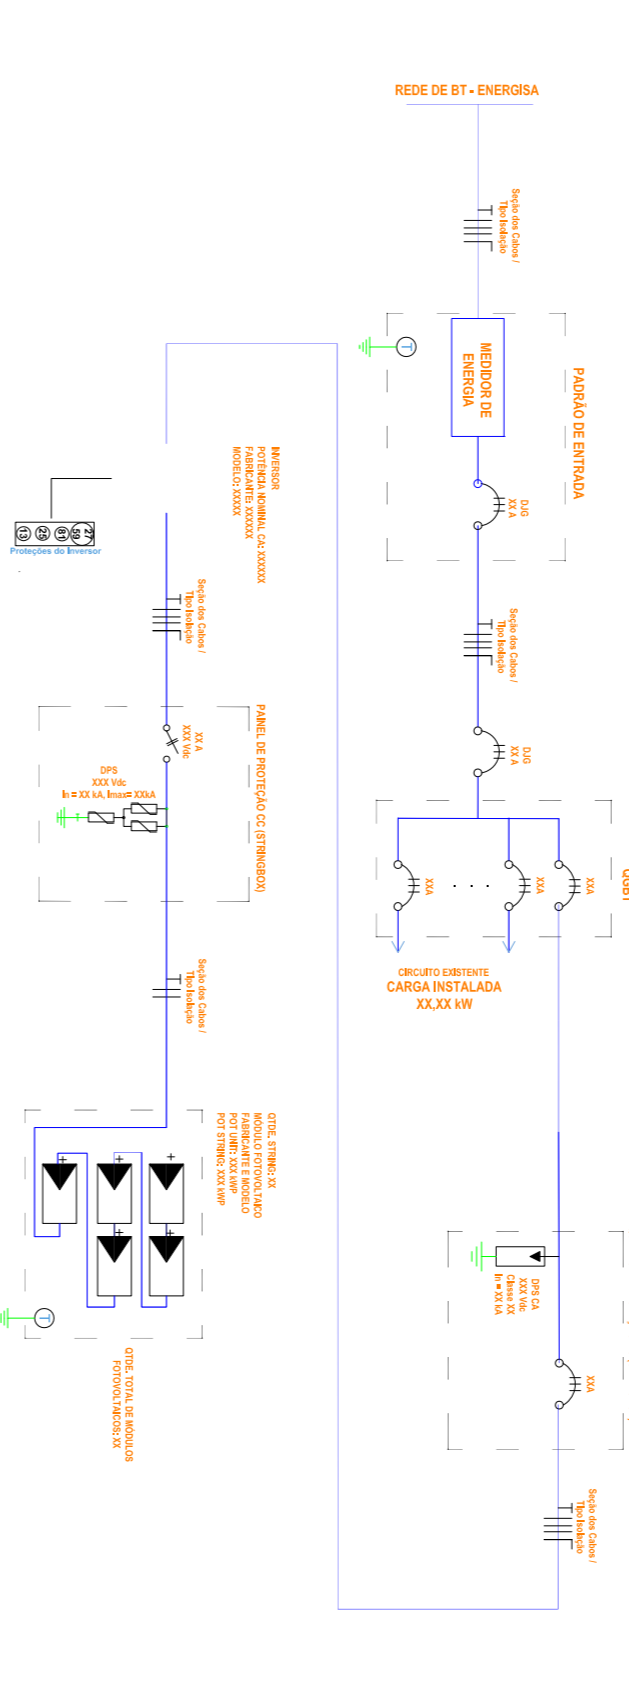 REDE DE BT - ENERGISA
Seção dos Cabos /
Tipo Isolação
PADRÃO DE ENTRADA
MEDIDOR DE
ENERGIA
T
DJG
XX A
Seção dos Cabos /
Tipo Isolação
DJG
XX A
QGBT
XXA
. . .
XXA
XXA
CIRCUÍTO EXISTENTE
CARGA INSTALADA
XX,XX kW
DPS CA
XXX Vdc
Classe XX
In = XX kA
XXA
Seção dos Cabos /
Tipo Isolação
INVERSOR
POTÊNCIA NOMINAL CA: XXXXXX
FABRICANTE: XXXXXX
MODELO: XXXXX
27
59
81
25
13
Proteções do Inversor
Seção dos Cabos /
Tipo Isolação
PAINEL DE PROTEÇÃO CC (STRINGBOX)
XX A
XXX Vdc
DPS
XXX Vdc
In = XX kA, Imax= XXkA
Seção dos Cabos /
Tipo Isolação
QTDE. STRING: XX
MÓDULO FOTOVOLTAICO
FABRICANTE E MODELO
POT UNIT: XXX kWP
POT STRING: XXX kWP
+
+
+
+
+
T
QTDE. TOTAL DE MÓDULOS
FOTOVOLTAICOS: XX